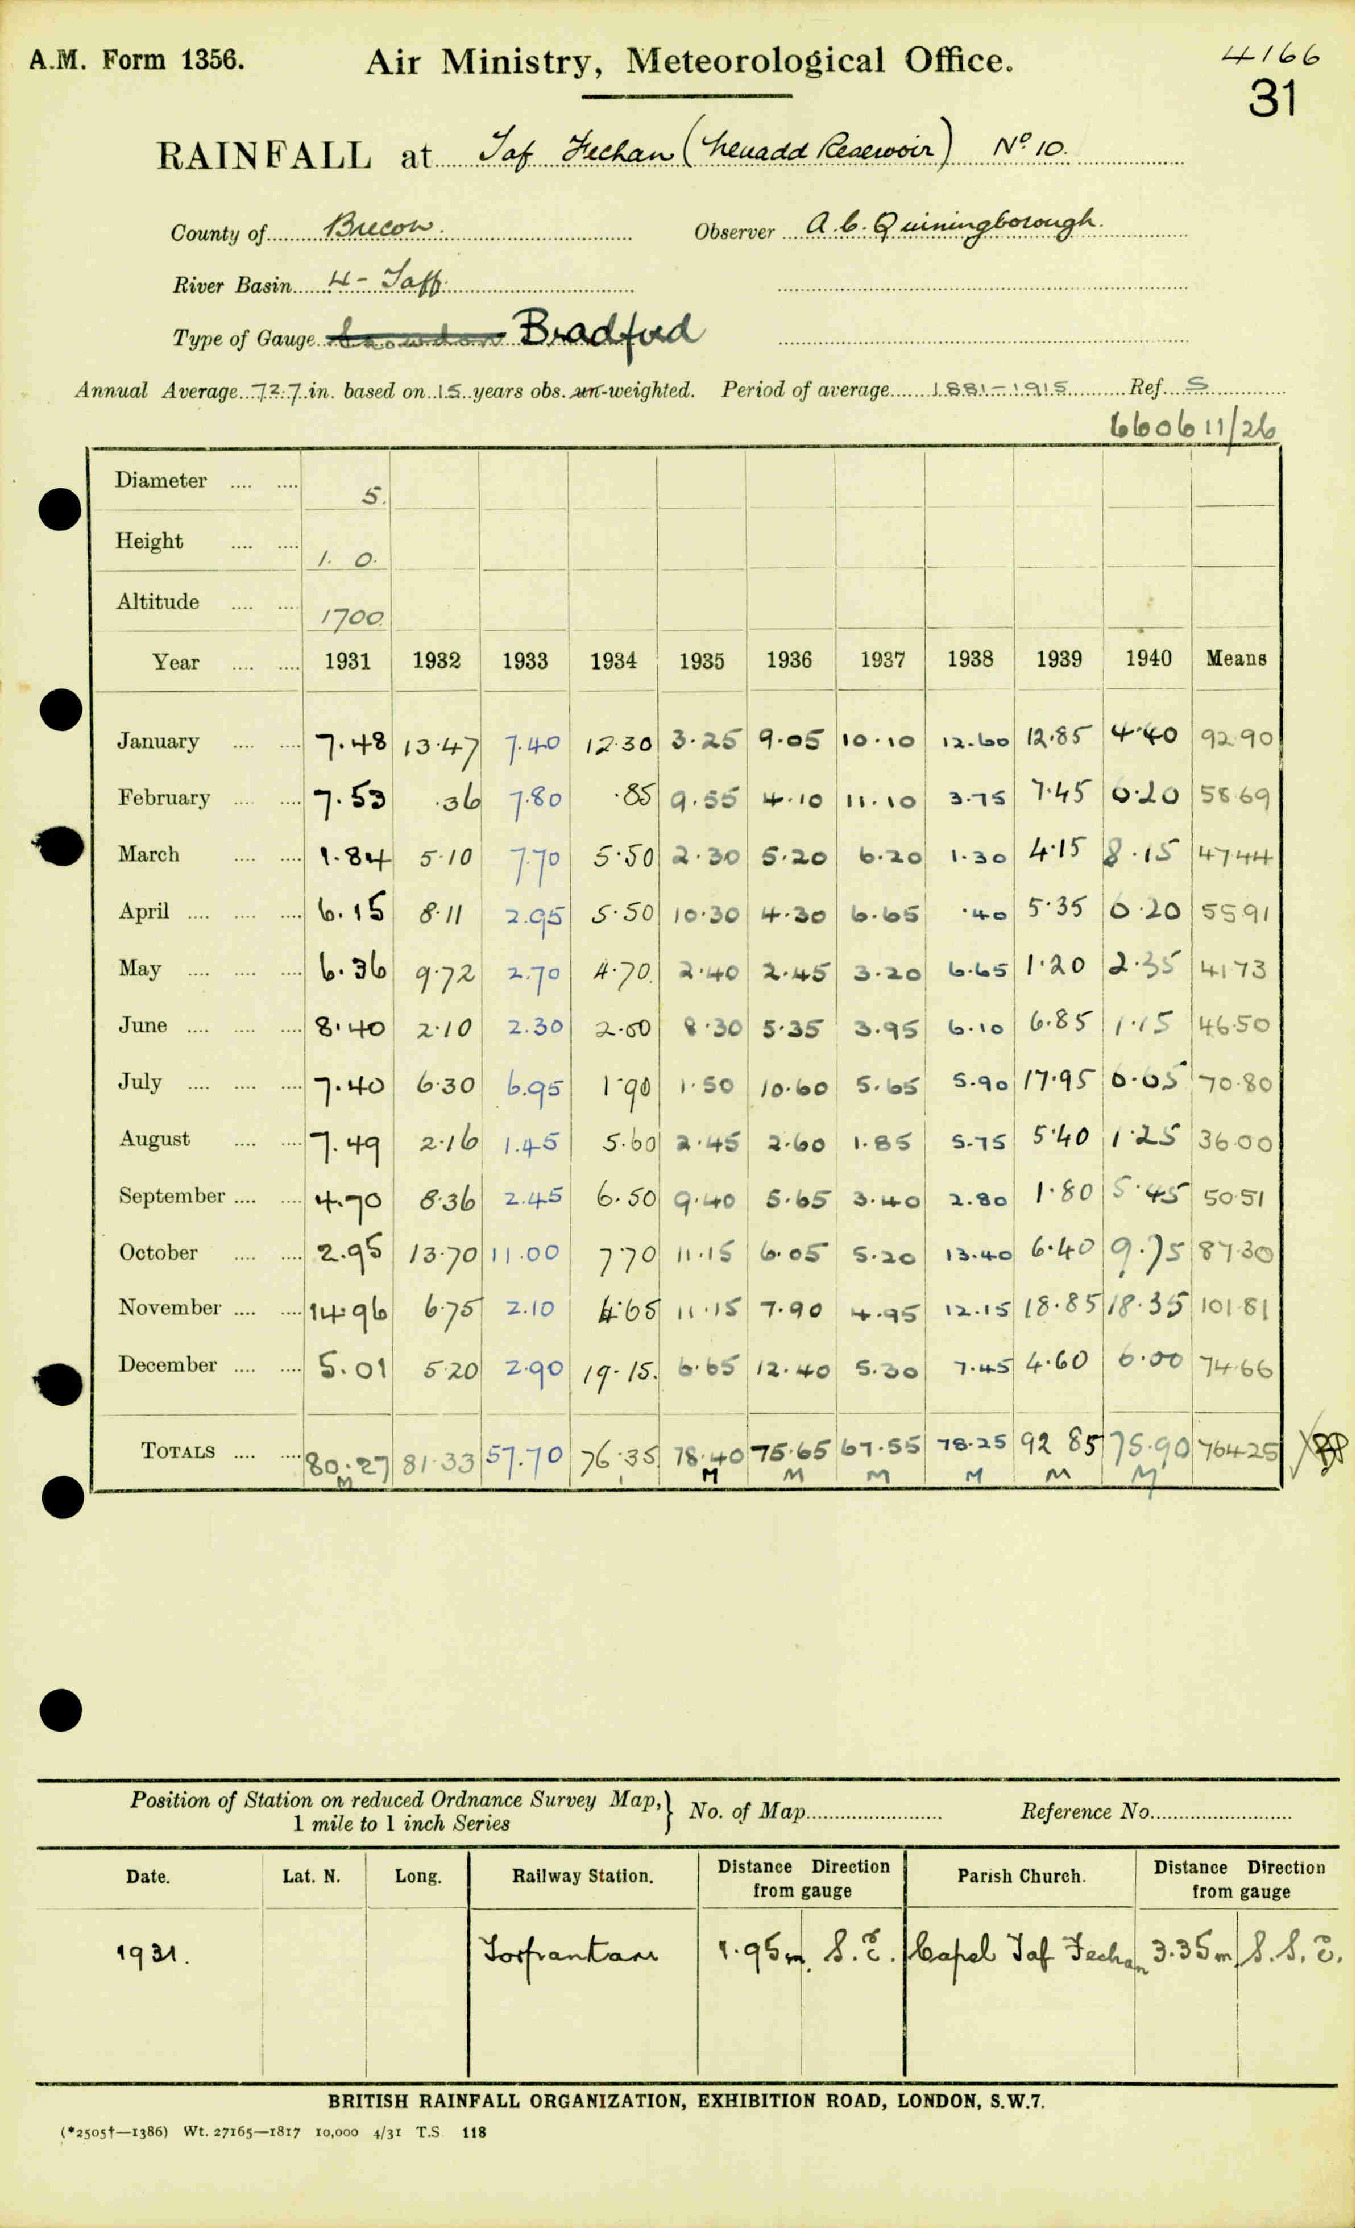 A.M. Form 1356.
Air Ministry, Meteorological Office.
4166
31
RAINFALL at Taf Fechan (Neuadd Reservoir) Nº 10.
County of Brecon. Observer A. C. Quiningborough.
River Basin 4 - Taff.
Type of Gauge Snowdon Bradford
Annual Average 72.7 in. based on 15 years obs. un-weighted. Period of average 1881-1915 Ref. S
660611/26
Diameter .... .... 5.
Height .... .... 1. 0.
Altitude .... .... 1700.
Year .... .... 1931 1932 1933 1934 1935 1936 1937 1938 1939 1940 Means
January .... .... 7.48 13.47 7.40 12.30 3.25 9.05 10.10 12.60 12.85 4.40 92.90
February .... .... 7.53 .36 7.80 .85 9.55 4.10 11.10 3.75 7.45 6.20 58.69
March .... .... 1.84 5.10 7.70 5.50 2.30 5.20 6.20 1.30 4.15 8.15 47.44
April .... .... .... 6.15 8.11 2.95 5.50 10.30 4.30 6.65 .40 5.35 6.20 55.91
May .... .... .... 6.36 9.72 2.70 4.70 2.40 2.45 3.20 6.65 1.20 2.35 41.73
June .... .... .... 8.40 2.10 2.30 2.00 8.30 5.35 3.95 6.10 6.85 1.15 46.50
July .... .... .... 7.40 6.30 6.95 1.90 1.50 10.60 5.65 5.90 17.95 6.65 70.80
August .... .... 7.49 2.16 1.45 5.60 2.45 2.60 1.85 5.75 5.40 1.25 36.00
September .... .... 4.70 8.36 2.45 6.50 9.40 5.65 3.40 2.80 1.80 5.45 50.51
October .... .... 2.95 13.70 11.00 7.70 11.15 6.05 5.20 13.40 6.40 9.75 87.30
November .... .... 14.96 6.75 2.10 4.65 11.15 7.90 4.95 12.15 18.85 18.35 101.81
December .... .... 5.01 5.20 2.90 19.15. 6.65 12.40 5.30 7.45 4.60 6.00 74.66
TOTALS .... .... 80.27 81.33 57.70 76.35 78.40 75.65 67.55 78.25 92 85 75.90 764.25
M M M M M M M
Position of Station on reduced Ordnance Survey Map,
1 mile to 1 inch Series
No. of Map
Reference No.
Date. Lat. N. Long. Railway Station. Distance Direction from gauge Parish Church. Distance Direction from gauge
1931. Torpantau 1.95m. S.E. Capel Taf Fechan 3.35m. S.S.E.
BRITISH RAINFALL ORGANIZATION, EXHIBITION ROAD, LONDON, S.W.7.
(*2505†—1386) Wt. 27165—1817 10,000 4/31 T.S. 118